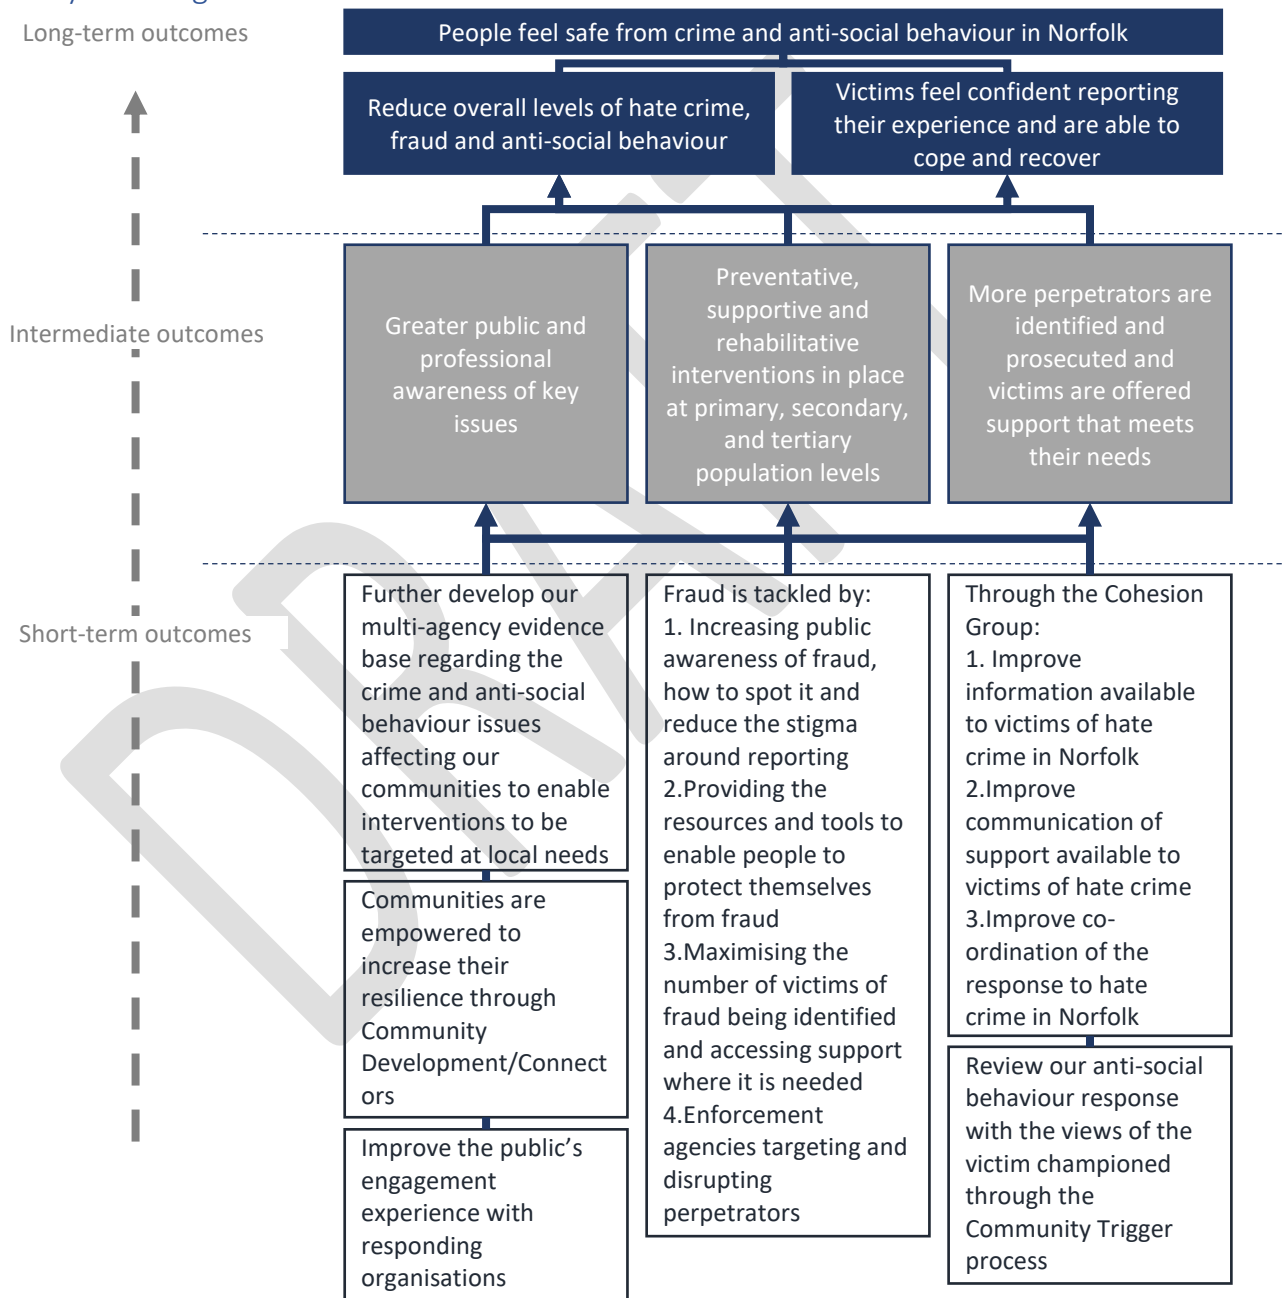 Long-term outcomes
People feel safe from crime and anti-social behaviour in Norfolk
Reduce overall levels of hate crime,
fraud and anti-social behaviour
Victims feel confident reporting
their experience and are able to
cope and recover
Intermediate outcomes
Greater public and
professional
awareness of key
issues
Preventative,
supportive and
rehabilitative
interventions in place
at primary, secondary,
and tertiary
population levels
More perpetrators are
identified and
prosecuted and
victims are offered
support that meets
their needs
Short-term outcomes
Further develop our
multi-agency evidence
base regarding the
crime and anti-social
behaviour issues
affecting our
communities to enable
interventions to be
targeted at local needs
Communities are
empowered to
increase their
resilience through
Community
Development/Connect
ors
Improve the public’s
engagement
experience with
responding
organisations
Fraud is tackled by:
1. Increasing public
awareness of fraud,
how to spot it and
reduce the stigma
around reporting
2.Providing the
resources and tools to
enable people to
protect themselves
from fraud
3.Maximising the
number of victims of
fraud being identified
and accessing support
where it is needed
4.Enforcement
agencies targeting and
disrupting
perpetrators
Through the Cohesion
Group:
1. Improve
information available
to victims of hate
crime in Norfolk
2.Improve
communication of
support available to
victims of hate crime
3.Improve co-
ordination of the
response to hate
crime in Norfolk
Review our anti-social
behaviour response
with the views of the
victim championed
through the
Community Trigger
process
DRAFT